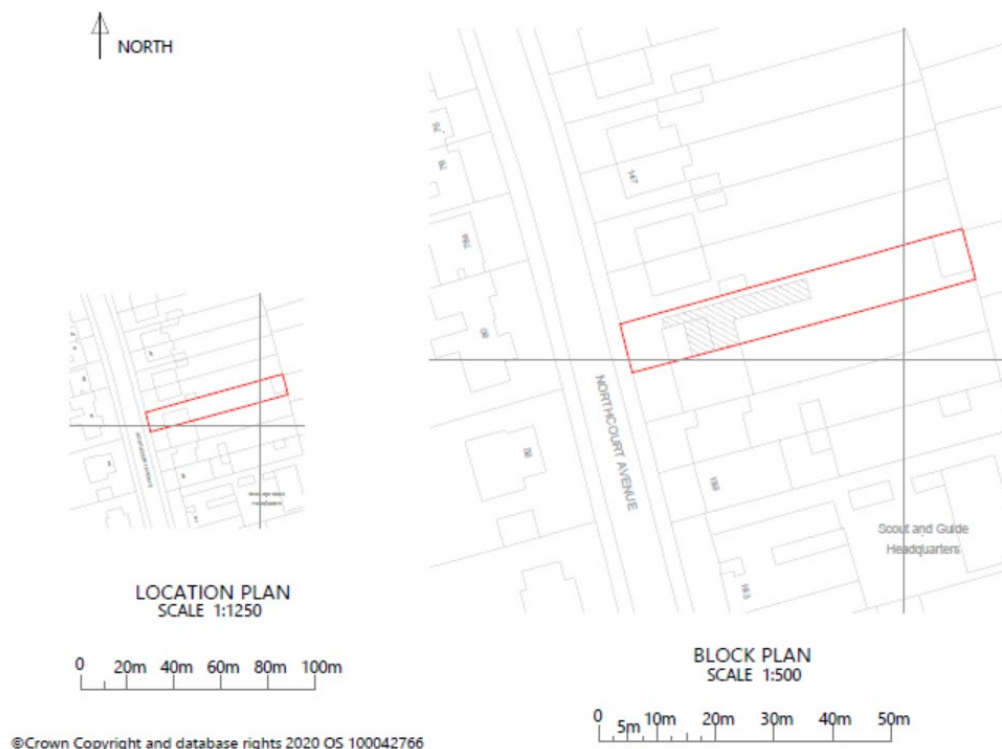 NORTH
147
78A
NORTHCOURT AVENUE
Scout and Guide
Headquarters
163
LOCATION PLAN
SCALE 1:1250
0 20m 40m 60m 80m 100m
BLOCK PLAN
SCALE 1:500
0 5m 10m 20m 30m 40m 50m
©Crown Copyright and database rights 2020 OS 100042766